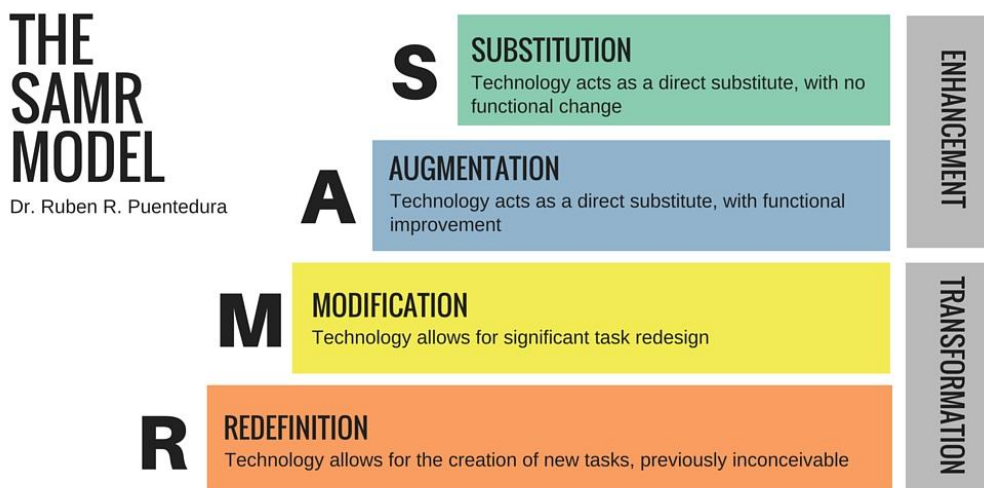 THE
SAMR
MODEL
Dr. Ruben R. Puentedura
S
SUBSTITUTION
Technology acts as a direct substitute, with no
functional change
A
AUGMENTATION
Technology acts as a direct substitute, with functional
improvement
ENHANCEMENT
M
MODIFICATION
Technology allows for significant task redesign
R
REDEFINITION
Technology allows for the creation of new tasks, previously inconceivable
TRANSFORMATION